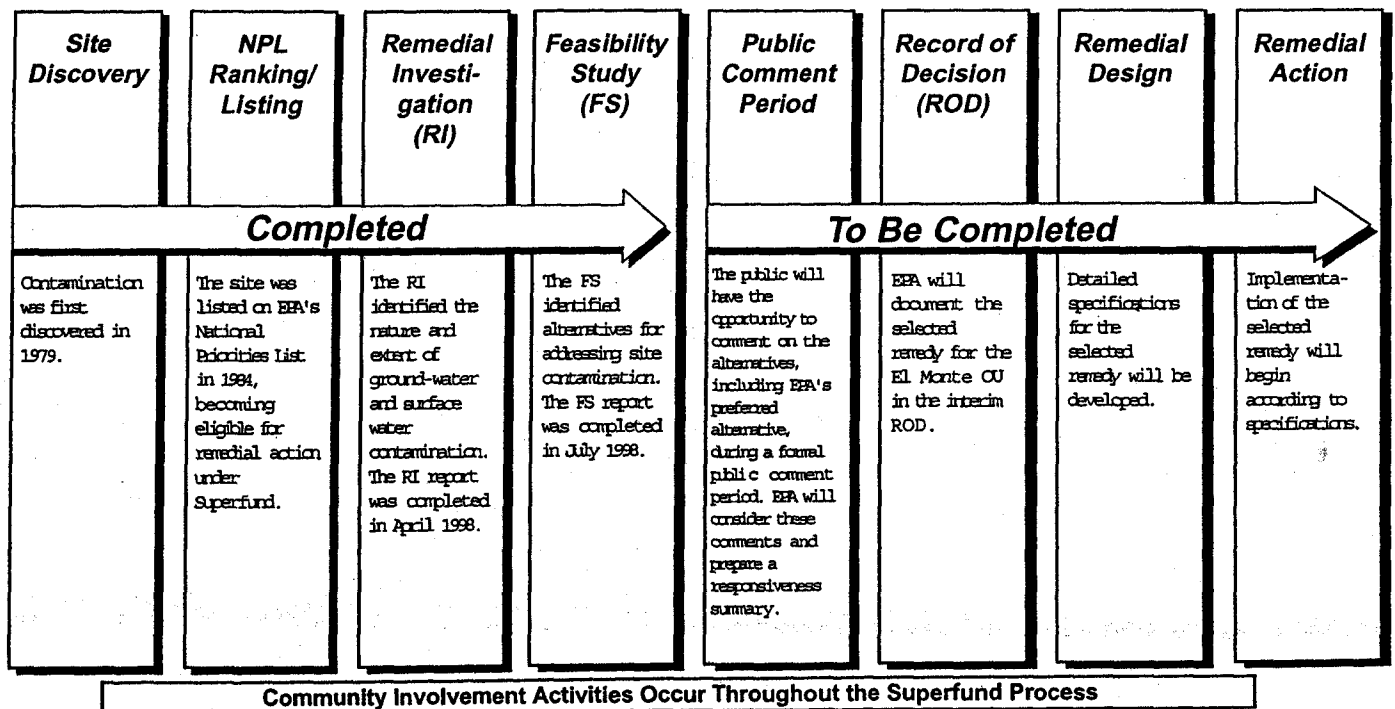 Site
Discovery
NPL
Ranking/
Listing
Remedial
Investi-
gation
(RI)
Feasibility
Study
(FS)
Public
Comment
Period
Record of
Decision
(ROD)
Remedial
Design
Remedial
Action
Completed
To Be Completed
Contamination
was first
discovered in
1979.
The site was
listed on EPA's
National
Priorities List
in 1984,
becoming
eligible for
remedial action
under
Superfund.
The RI
identified the
nature and
extent of
ground-water
and surface
water
contamination.
The RI report
was completed
in April 1998.
The FS
identified
alternatives for
addressing site
contamination.
The FS report
was completed
in July 1998.
The public will
have the
opportunity to
comment on the
alternatives,
including EPA's
preferred
alternative,
during a formal
public comment
period. EPA will
consider these
comments and
prepare a
responsiveness
summary.
EPA will
document the
selected
remedy for the
El Monte OU
in the interim
ROD.
Detailed
specifications
for the
selected
remedy will be
developed.
Implementa-
tion of the
selected
remedy will
begin
according to
specifications.
Community Involvement Activities Occur Throughout the Superfund Process